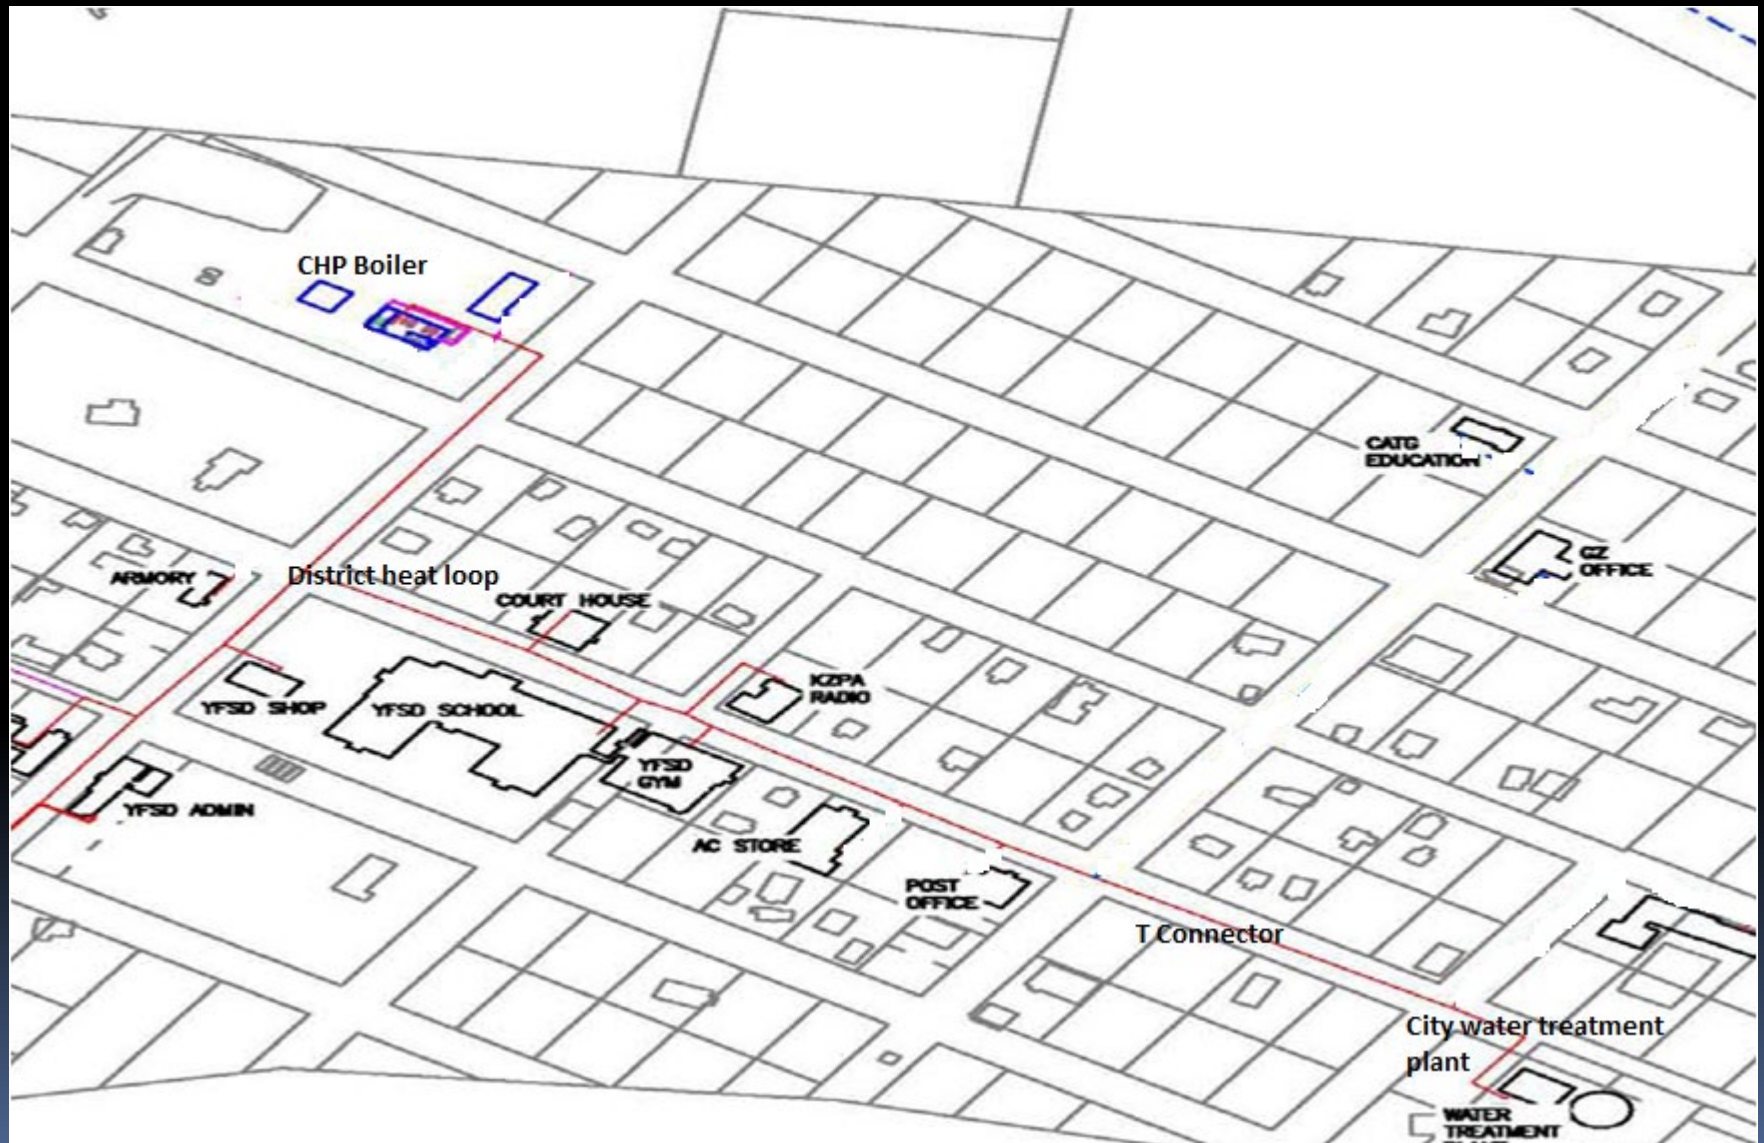 CHP Boiler
CATG
EDUCATION
GZ
OFFICE
ARMORY
District heat loop
COURT HOUSE
KZPA
RADIO
YFSD SHOP
YFSD SCHOOL
YFSD
GYM
YFSD ADMIN
AC STORE
POST
OFFICE
T Connector
City water treatment
plant
WATER
TREATMENT